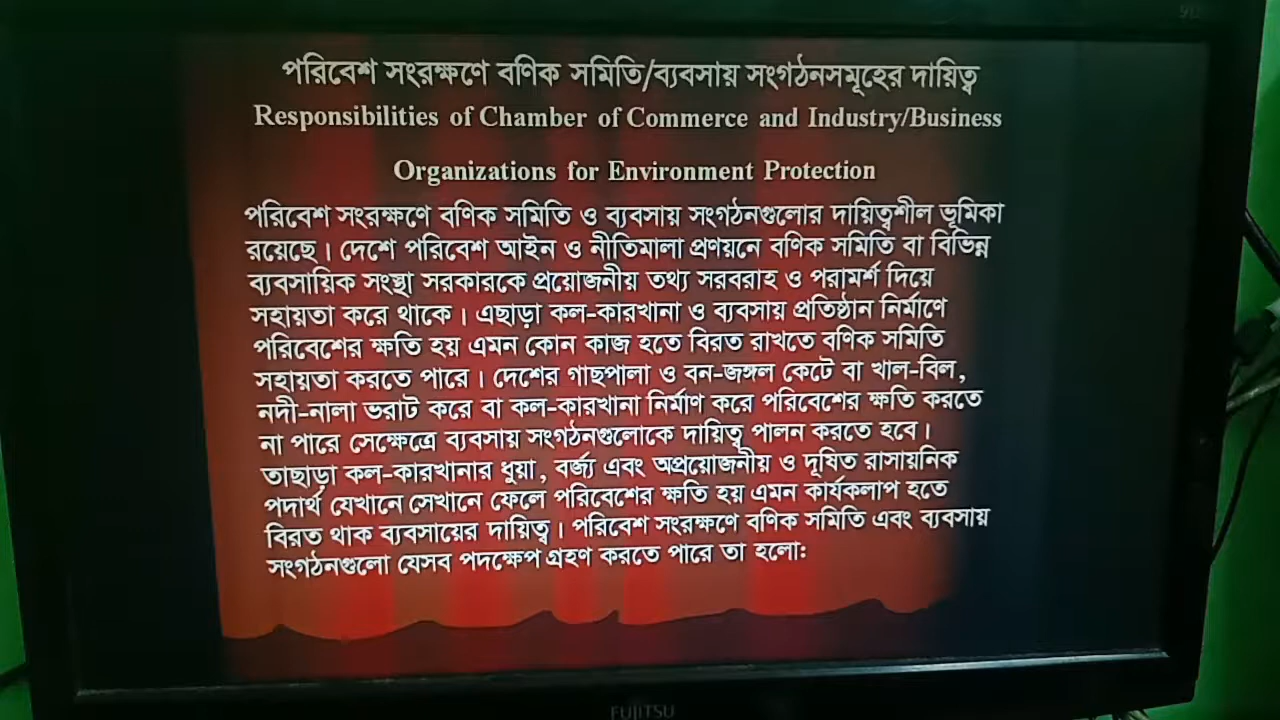 পরিবেশ সংরক্ষণে বণিক সমিতি/ব্যবসায় সংগঠনসমূহের দায়িত্ব
Responsibilities of Chamber of Commerce and Industry/Business
Organizations for Environment Protection
পরিবেশ সংরক্ষণে বণিক সমিতি ও ব্যবসায় সংগঠনগুলোর দায়িত্বশীল ভূমিকা
রয়েছে। দেশে পরিবেশ আইন ও নীতিমালা প্রণয়নে বণিক সমিতি বা বিভিন্ন
ব্যবসায়িক সংস্থা সরকারকে প্রয়োজনীয় তথ্য সরবরাহ ও পরামর্শ দিয়ে
সহায়তা করে থাকে। এছাড়া কল-কারখানা ও ব্যবসায় প্রতিষ্ঠান নির্মাণে
পরিবেশের ক্ষতি হয় এমন কোন কাজ হতে বিরত রাখতে বণিক সমিতি
সহায়তা করতে পারে। দেশের গাছপালা ও বন-জঙ্গল কেটে বা খাল-বিল,
নদী-নালা ভরাট করে বা কল-কারখানা নির্মাণ করে পরিবেশের ক্ষতি করতে
না পারে সেক্ষেত্রে ব্যবসায় সংগঠনগুলোকে দায়িত্ব পালন করতে হবে।
তাছাড়া কল-কারখানার ধুয়া, বর্জ্য এবং অপ্রয়োজনীয় ও দূষিত রাসায়নিক
পদার্থ যেখানে সেখানে ফেলে পরিবেশের ক্ষতি হয় এমন কার্যকলাপ হতে
বিরত থাক ব্যবসায়ের দায়িত্ব। পরিবেশ সংরক্ষণে বণিক সমিতি এবং ব্যবসায়
সংগঠনগুলো যেসব পদক্ষেপ গ্রহণ করতে পারে তা হলোঃ
FUJITSU